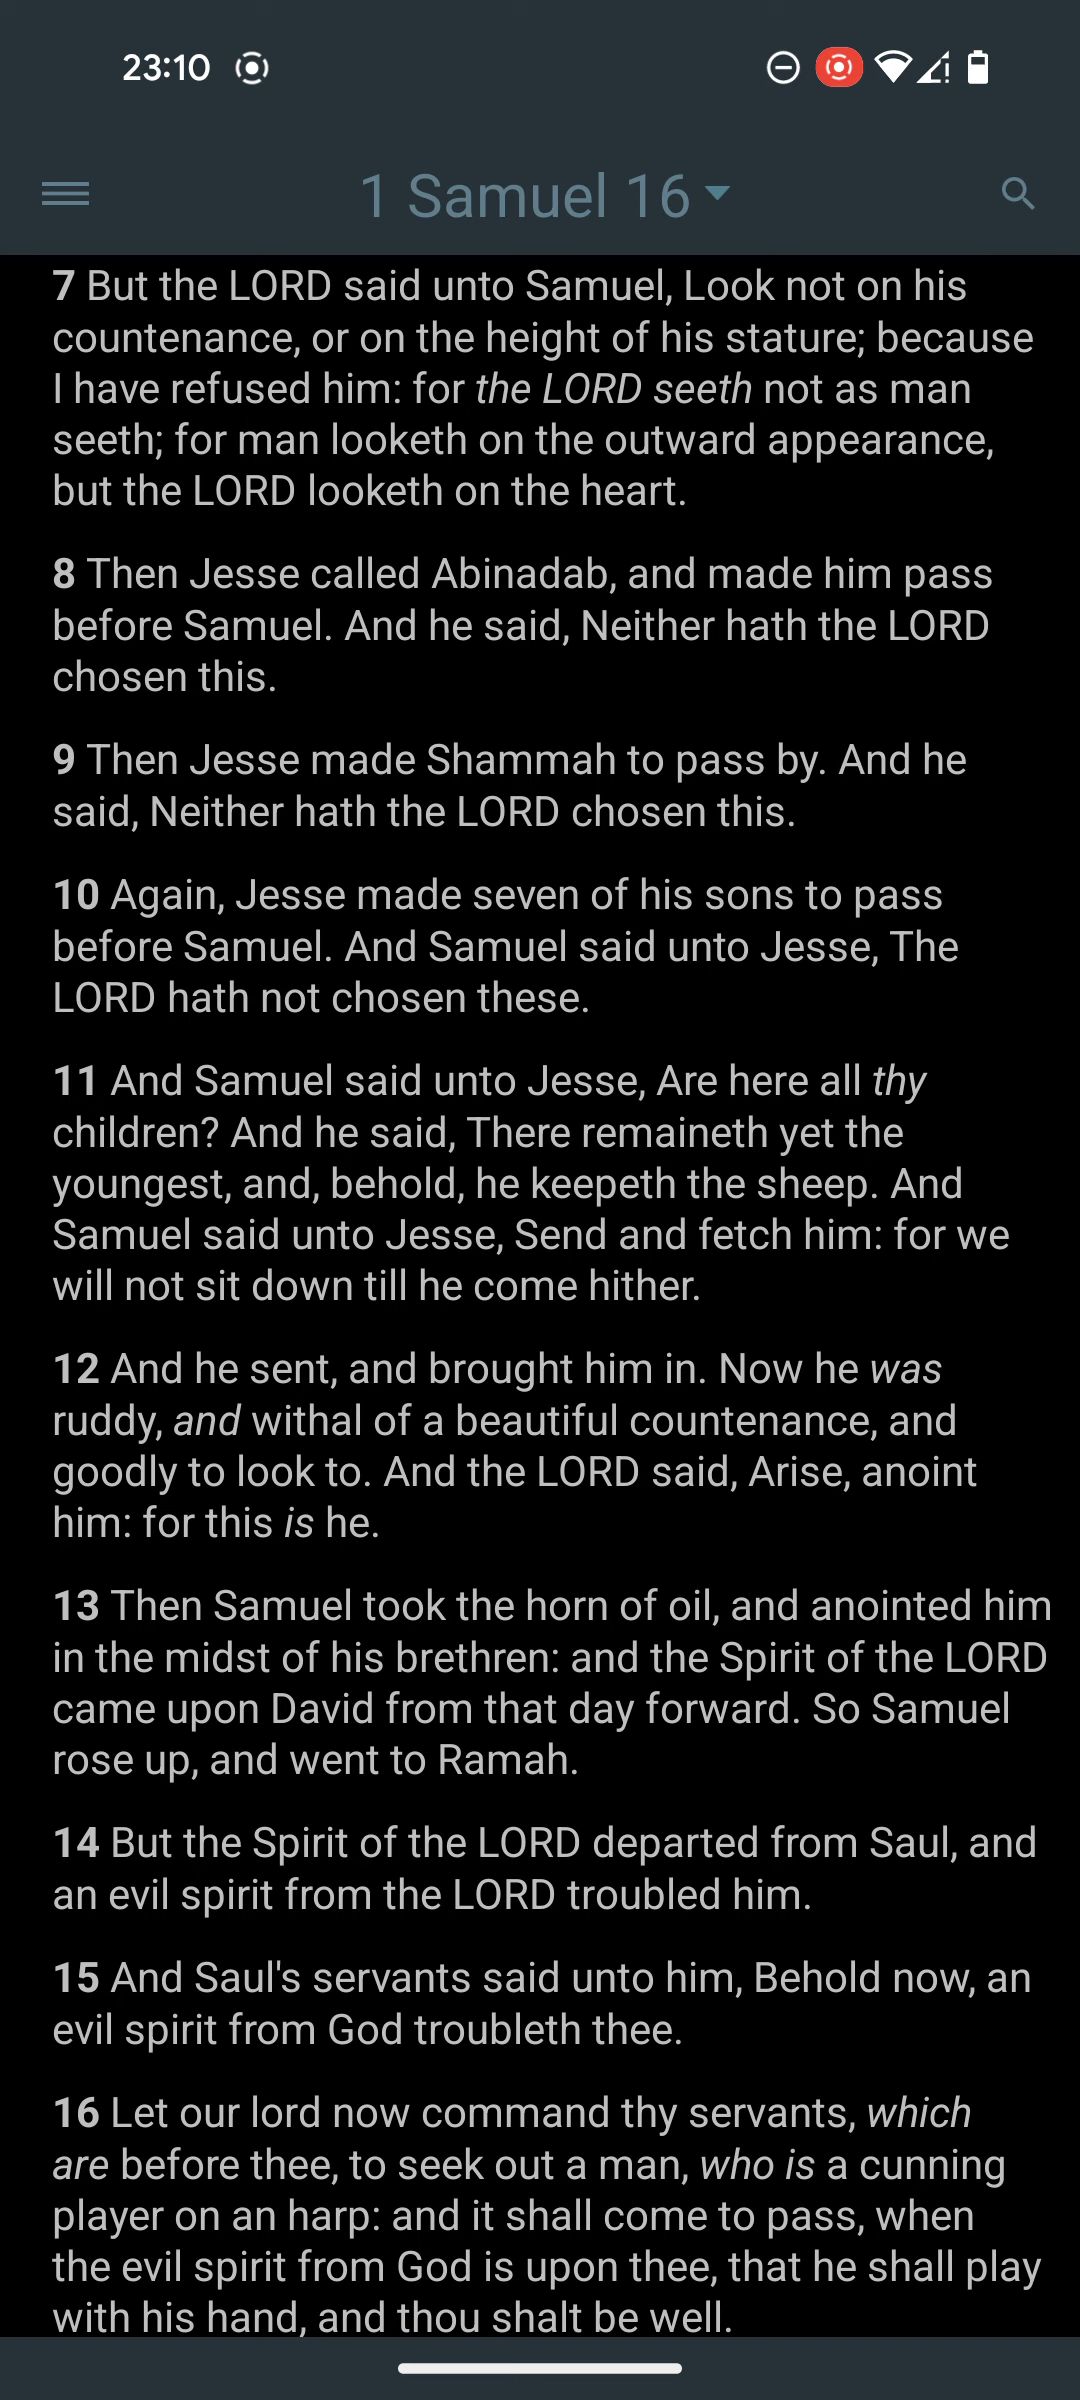 23:10
1 Samuel 16
7 But the LORD said unto Samuel, Look not on his
countenance, or on the height of his stature; because
I have refused him: for the LORD seeth not as man
seeth; for man looketh on the outward appearance,
but the LORD looketh on the heart.
8 Then Jesse called Abinadab, and made him pass
before Samuel. And he said, Neither hath the LORD
chosen this.
9 Then Jesse made Shammah to pass by. And he
said, Neither hath the LORD chosen this.
10 Again, Jesse made seven of his sons to pass
before Samuel. And Samuel said unto Jesse, The
LORD hath not chosen these.
11 And Samuel said unto Jesse, Are here all thy
children? And he said, There remaineth yet the
youngest, and, behold, he keepeth the sheep. And
Samuel said unto Jesse, Send and fetch him: for we
will not sit down till he come hither.
12 And he sent, and brought him in. Now he was
ruddy, and withal of a beautiful countenance, and
goodly to look to. And the LORD said, Arise, anoint
him: for this is he.
13 Then Samuel took the horn of oil, and anointed him
in the midst of his brethren: and the Spirit of the LORD
came upon David from that day forward. So Samuel
rose up, and went to Ramah.
14 But the Spirit of the LORD departed from Saul, and
an evil spirit from the LORD troubled him.
15 And Saul's servants said unto him, Behold now, an
evil spirit from God troubleth thee.
16 Let our lord now command thy servants, which
are before thee, to seek out a man, who is a cunning
player on an harp: and it shall come to pass, when
the evil spirit from God is upon thee, that he shall play
with his hand, and thou shalt be well.